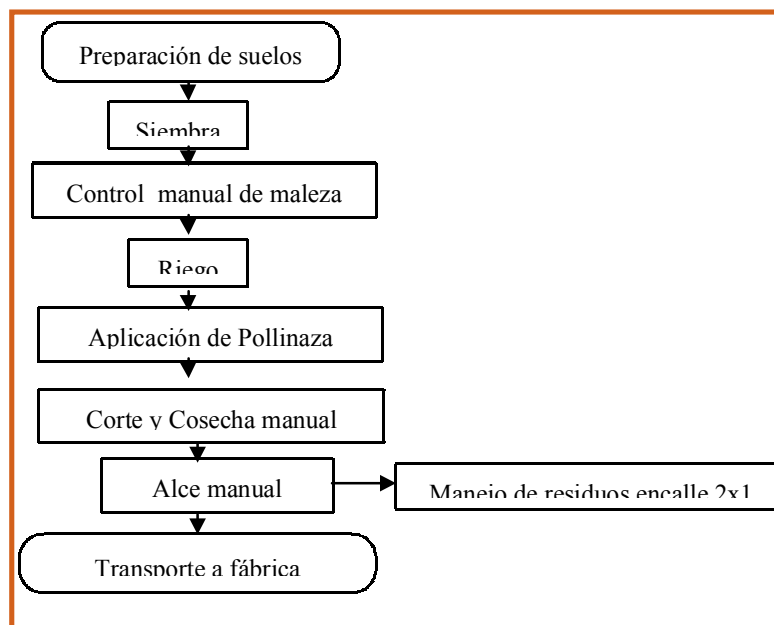 Preparación de suelos
Siembra
Control manual de maleza
Riego
Aplicación de Pollinaza
Corte y Cosecha manual
Alce manual
Manejo de residuos encalle 2x1
Transporte a fábrica